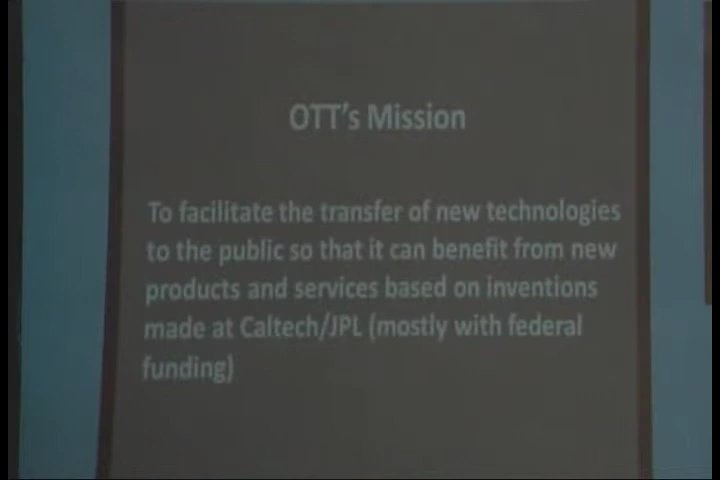 OTT's Mission
To facilitate the transfer of new technologies
to the public so that it can benefit from new
products and services based on inventions
made at Caltech/JPL (mostly with federal
funding)